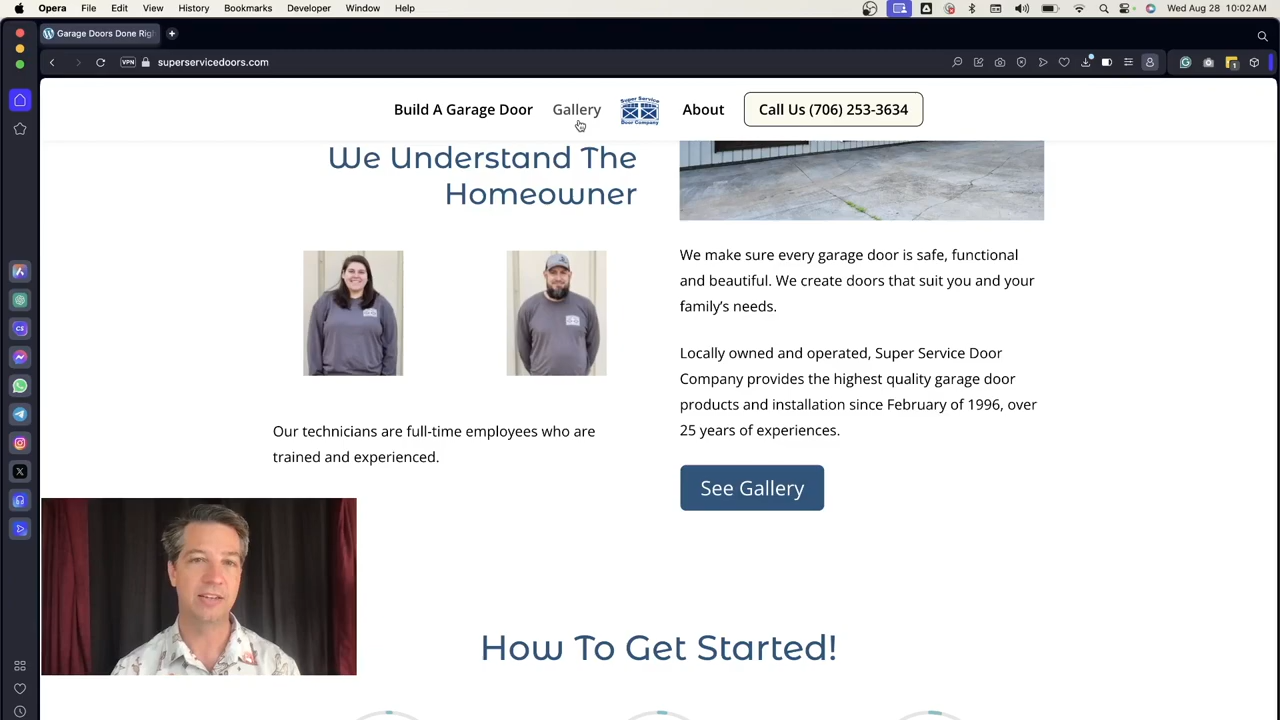 Opera File Edit View History Bookmarks Developer Window Help Wed Aug 28 10:02 AM
Garage Doors Done Rig
VPN superservicedoors.com
Build A Garage Door Gallery Super Service Door Company About Call Us (706) 253-3634
We Understand The
Homeowner
We make sure every garage door is safe, functional
and beautiful. We create doors that suit you and your
family’s needs.
Locally owned and operated, Super Service Door
Company provides the highest quality garage door
products and installation since February of 1996, over
25 years of experiences.
See Gallery
Our technicians are full-time employees who are
trained and experienced.
How To Get Started!